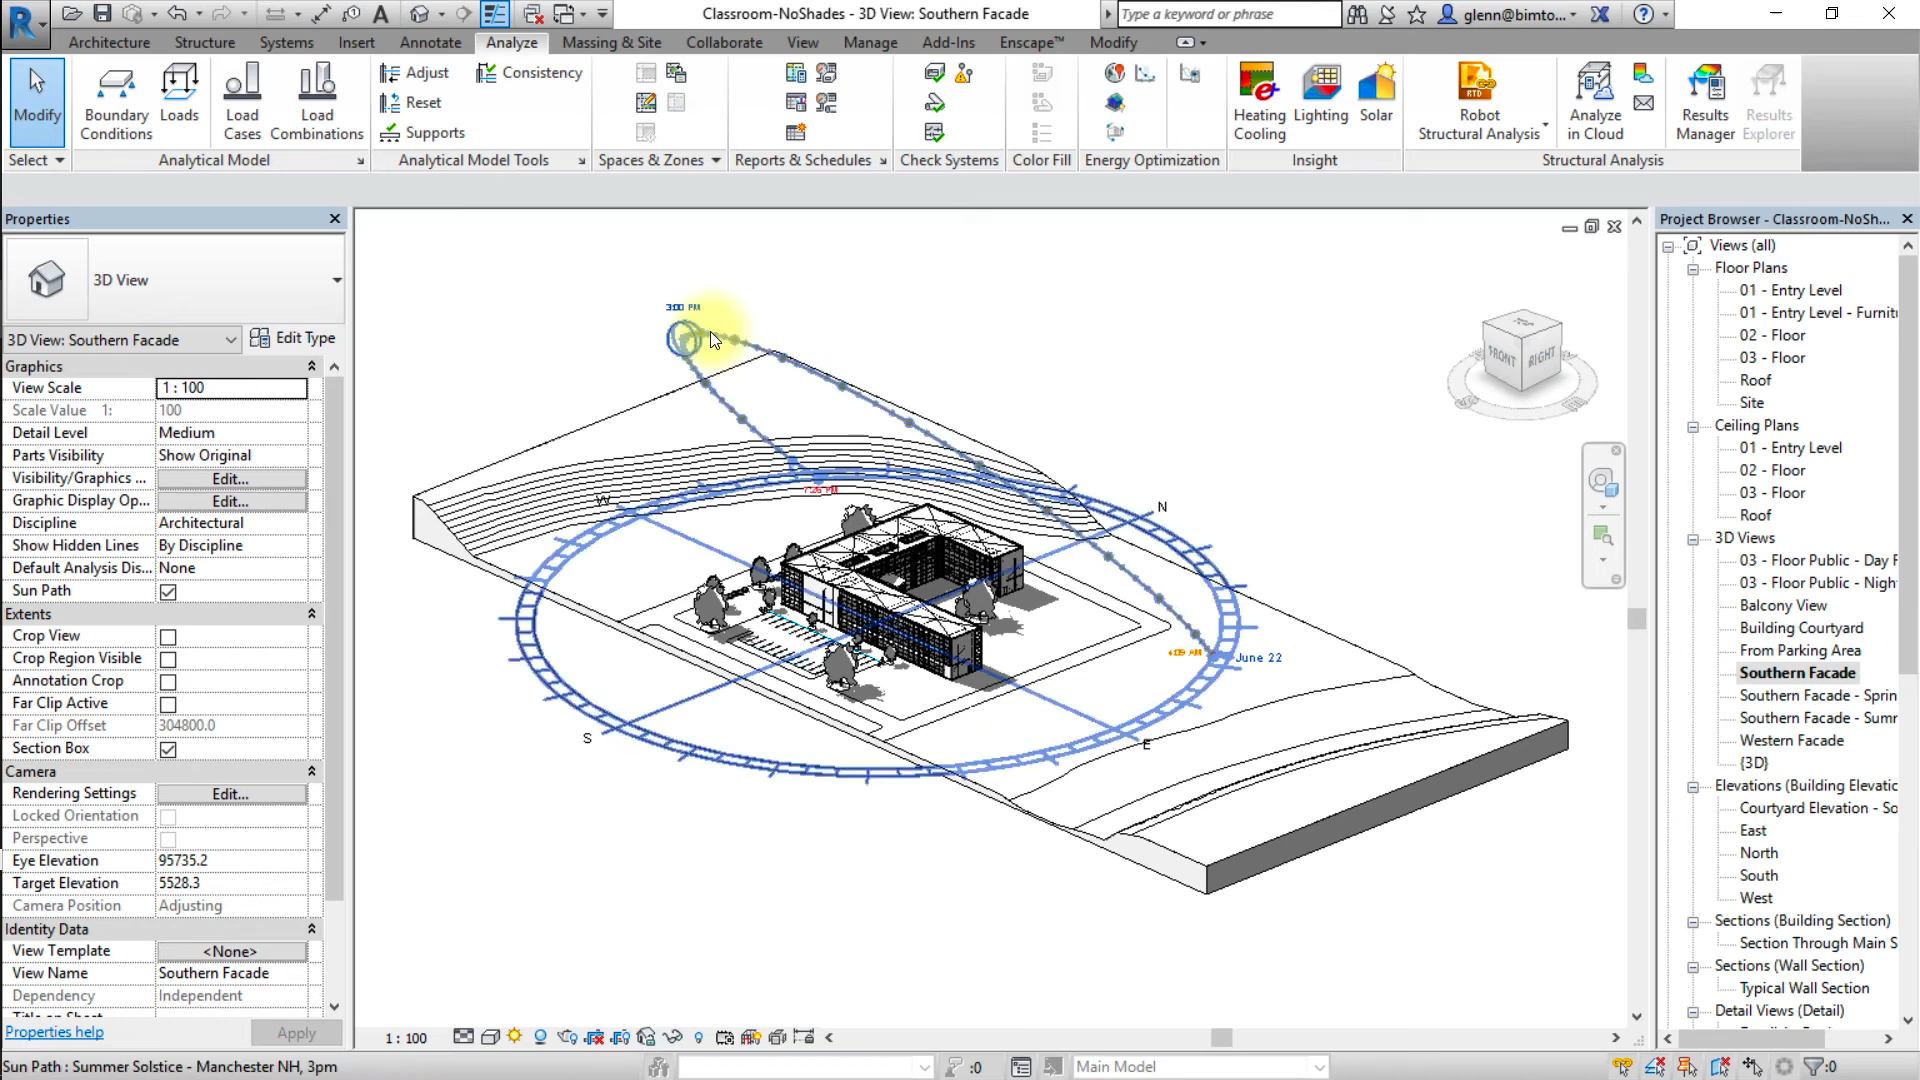 Classroom-NoShades - 3D View: Southern Facade
Type a keyword or phrase
glenn@bimto...
Architecture Structure Systems Insert Annotate Analyze Massing & Site Collaborate View Manage Add-Ins Enscape™ Modify
Modify
Boundary Conditions
Loads
Load Cases
Load Combinations
Adjust
Reset
Supports
Consistency
Heating Cooling
Lighting
Solar
Robot Structural Analysis
Analyze in Cloud
Results Manager
Results Explorer
Select
Analytical Model
Analytical Model Tools
Spaces & Zones
Reports & Schedules
Check Systems
Color Fill
Energy Optimization
Insight
Structural Analysis
Properties
3D View
3D View: Southern Facade
Edit Type
Graphics
View Scale 1 : 100
Scale Value 1: 100
Detail Level Medium
Parts Visibility Show Original
Visibility/Graphics ... Edit...
Graphic Display Op... Edit...
Discipline Architectural
Show Hidden Lines By Discipline
Default Analysis Dis... None
Sun Path
Extents
Crop View
Crop Region Visible
Annotation Crop
Far Clip Active
Far Clip Offset 304800.0
Section Box
Camera
Rendering Settings Edit...
Locked Orientation
Perspective
Eye Elevation 95735.2
Target Elevation 5528.3
Camera Position Adjusting
Identity Data
View Template <None>
View Name Southern Facade
Dependency Independent
Properties help
Apply
3:00 PM
W
7:26 PM
N
4:09 AM
June 22
S
E
FRONT
RIGHT
Project Browser - Classroom-NoSh...
Views (all)
Floor Plans
01 - Entry Level
01 - Entry Level - Furnitu
02 - Floor
03 - Floor
Roof
Site
Ceiling Plans
01 - Entry Level
02 - Floor
03 - Floor
Roof
3D Views
03 - Floor Public - Day F
03 - Floor Public - Nigh
Balcony View
Building Courtyard
From Parking Area
Southern Facade
Southern Facade - Sprin
Southern Facade - Sumr
Western Facade
{3D}
Elevations (Building Elevatic
Courtyard Elevation - So
East
North
South
West
Sections (Building Section)
Section Through Main S
Sections (Wall Section)
Typical Wall Section
Detail Views (Detail)
1 : 100
Sun Path : Summer Solstice - Manchester NH, 3pm
:0
Main Model
:0